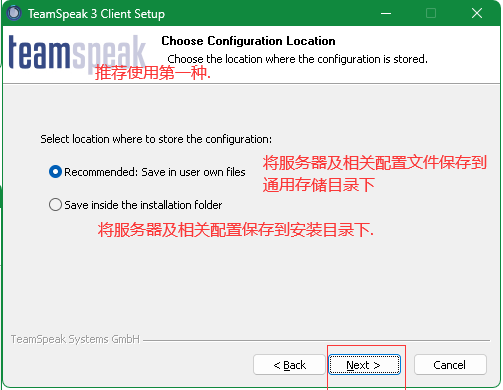 TeamSpeak 3 Client Setup
teamspeak
Choose Configuration Location
Choose the location where the configuration is stored.
推荐使用第一种.
Select location where to store the configuration:
Recommended: Save in user own files
将服务器及相关配置文件保存到
通用存储目录下
Save inside the installation folder
将服务器及相关配置保存到安装目录下.
TeamSpeak Systems GmbH
< Back
Next >
Cancel